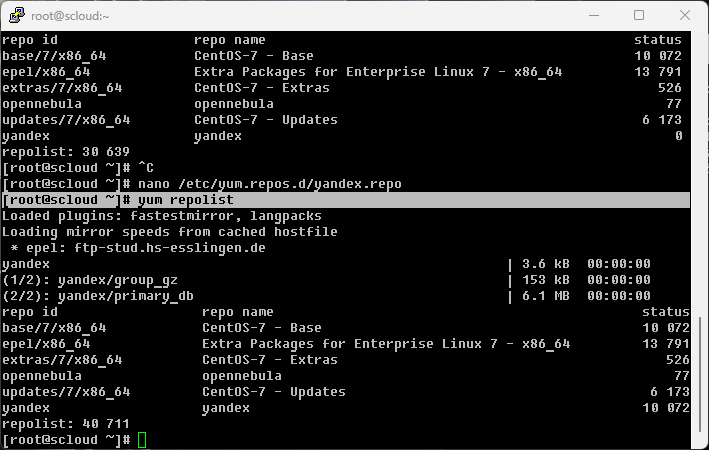 root@scloud:~
repo id repo name status
base/7/x86_64 CentOS-7 - Base 10 072
epel/x86_64 Extra Packages for Enterprise Linux 7 - x86_64 13 791
extras/7/x86_64 CentOS-7 - Extras 526
opennebula opennebula 77
updates/7/x86_64 CentOS-7 - Updates 6 173
yandex yandex 0
repolist: 30 639
[root@scloud ~]# ^C
[root@scloud ~]# nano /etc/yum.repos.d/yandex.repo
[root@scloud ~]# yum repolist
Loaded plugins: fastestmirror, langpacks
Loading mirror speeds from cached hostfile
* epel: ftp-stud.hs-esslingen.de
yandex | 3.6 kB 00:00:00
(1/2): yandex/group_gz | 153 kB 00:00:00
(2/2): yandex/primary_db | 6.1 MB 00:00:00
repo id repo name status
base/7/x86_64 CentOS-7 - Base 10 072
epel/x86_64 Extra Packages for Enterprise Linux 7 - x86_64 13 791
extras/7/x86_64 CentOS-7 - Extras 526
opennebula opennebula 77
updates/7/x86_64 CentOS-7 - Updates 6 173
yandex yandex 10 072
repolist: 40 711
[root@scloud ~]#